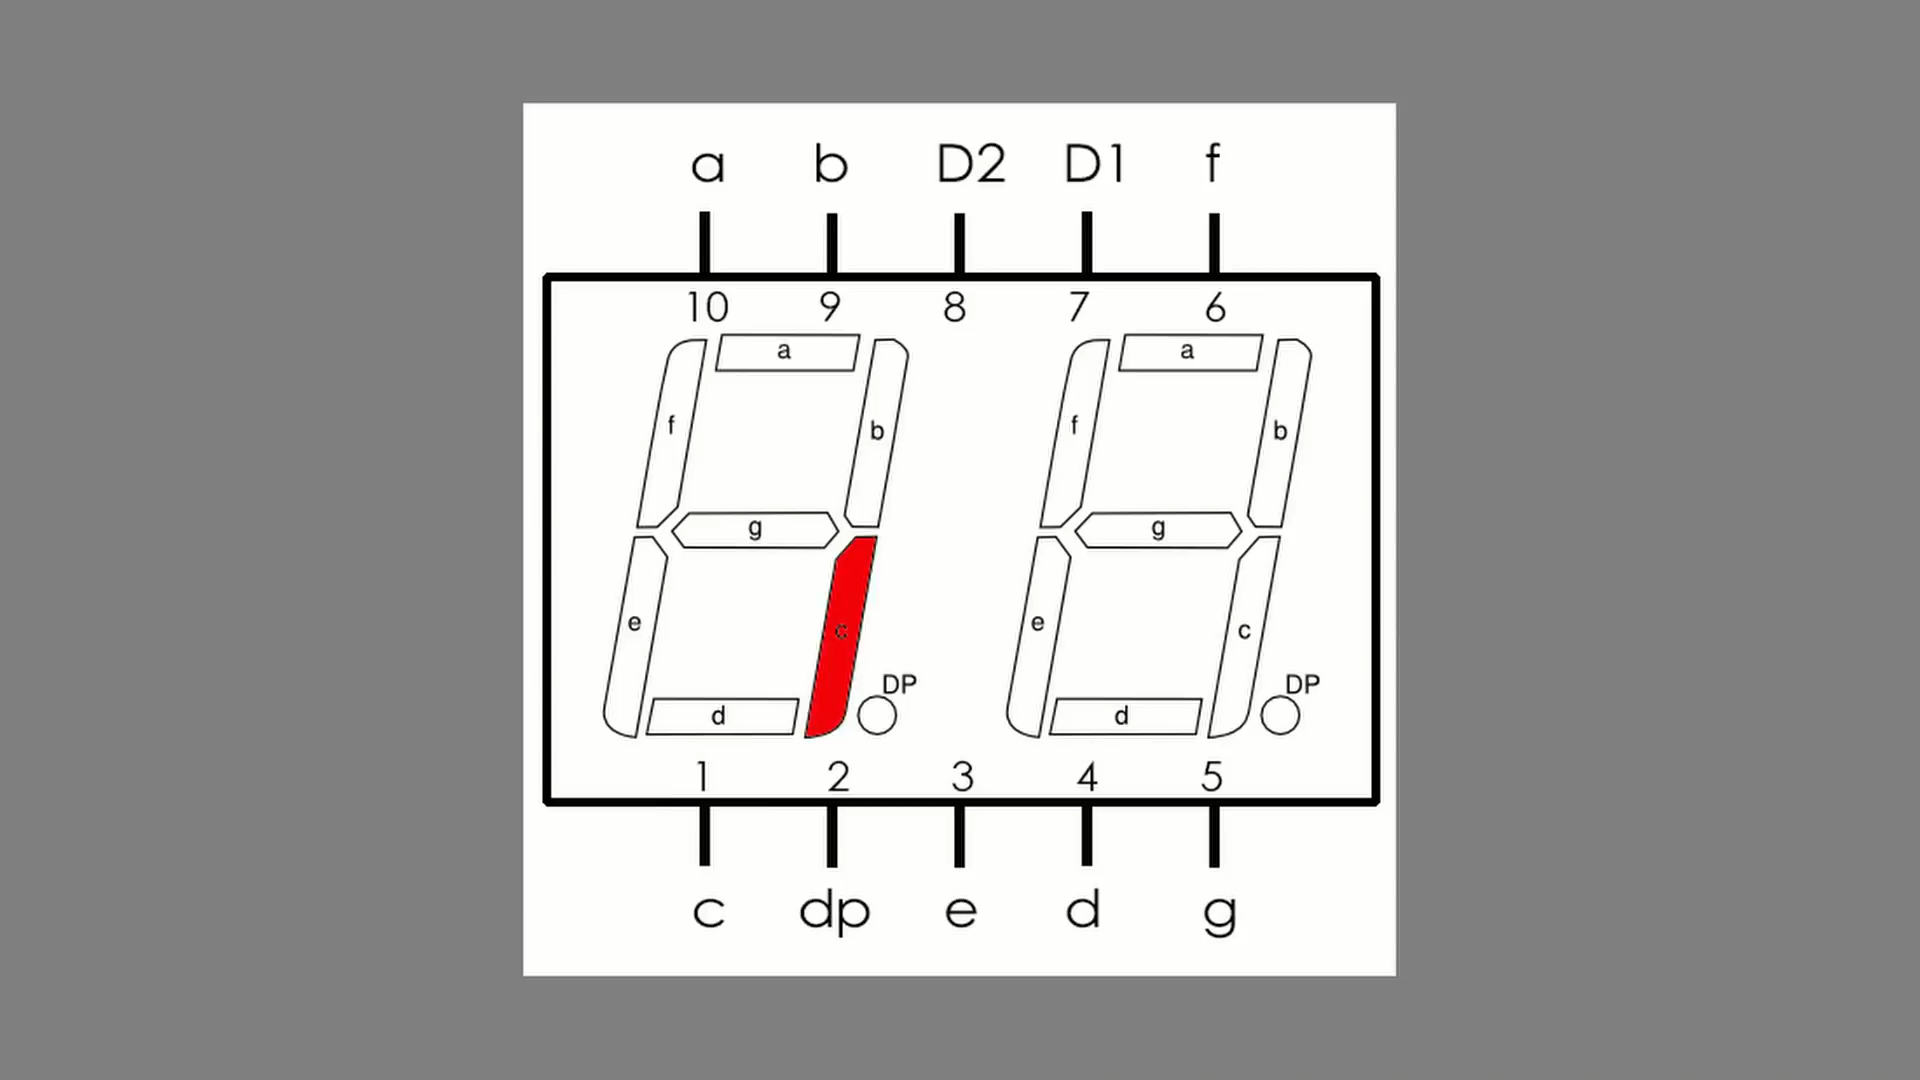 a b D2 D1 f
10 9 8 7 6
a a
f b f b
g g
e c e c
DP DP
d d
1 2 3 4 5
c dp e d g